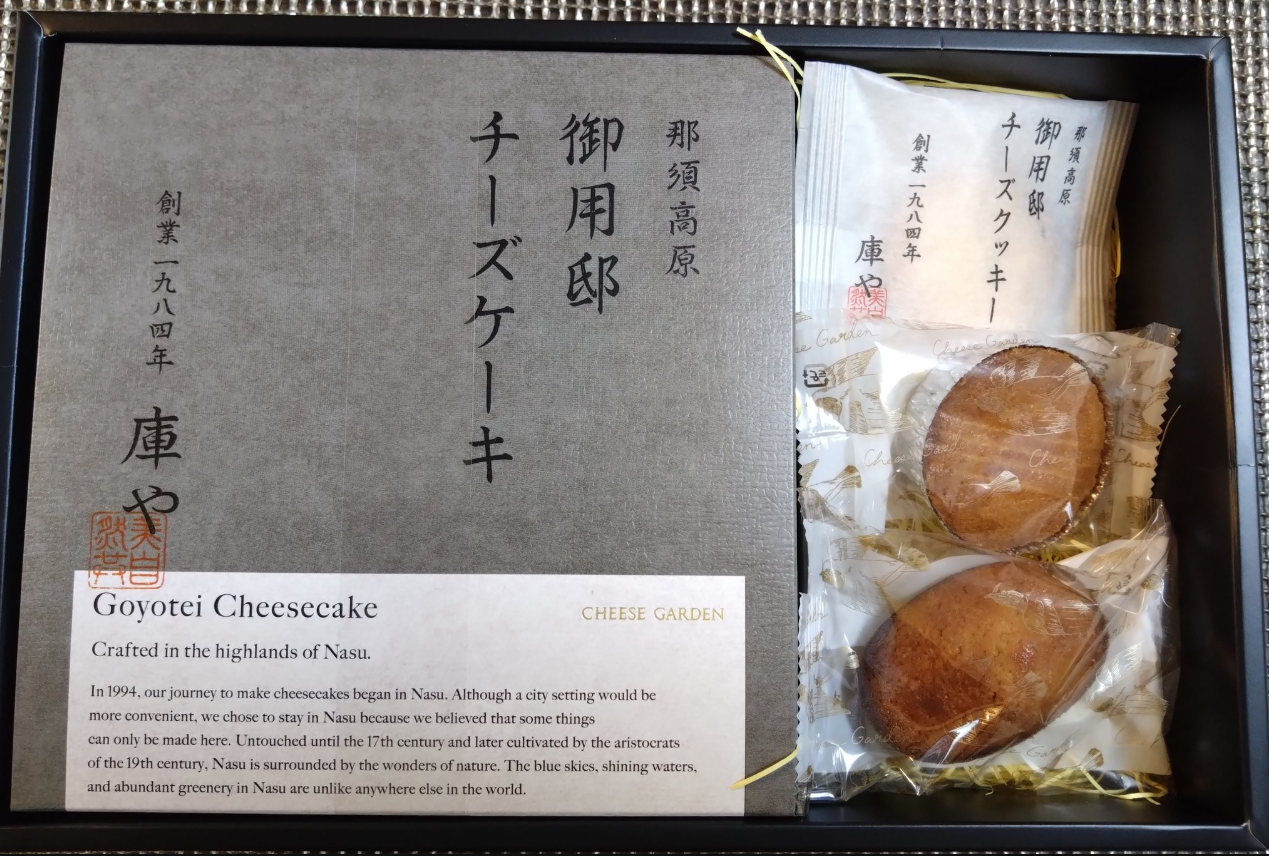 那須高原
御用邸
チーズケーキ
創業一九八四年
庫や
Goyotei Cheesecake
CHEESE GARDEN
Crafted in the highlands of Nasu.
In 1994, our journey to make cheesecakes began in Nasu. Although a city setting would be
more convenient, we chose to stay in Nasu because we believed that some things
can only be made here. Untouched until the 17th century and later cultivated by the aristocrats
of the 19th century, Nasu is surrounded by the wonders of nature. The blue skies, shining waters,
and abundant greenery in Nasu are unlike anywhere else in the world.
那須高原
御用邸
チーズクッキー
創業一九八四年
庫や
Cheese Garden